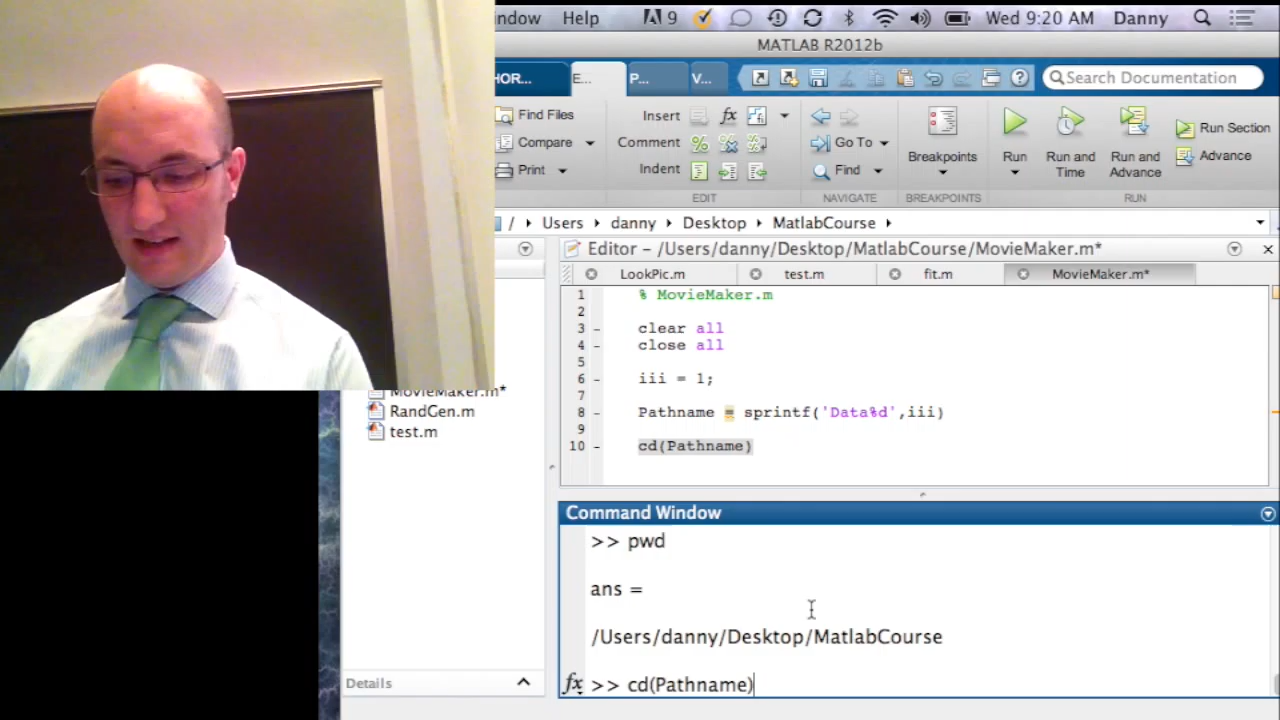 indow Help 9 Wed 9:20 AM Danny
MATLAB R2012b
HOR... E... P... V... Search Documentation
Find Files Insert fx
Compare Comment % Go To Breakpoints Run Run and Time Run and Advance Run Section
Print Indent Find Advance
EDIT NAVIGATE BREAKPOINTS RUN
/ Users danny Desktop MatlabCourse
Editor - /Users/danny/Desktop/MatlabCourse/MovieMaker.m*
LookPic.m test.m fit.m MovieMaker.m*
1 % MovieMaker.m
2
3 - clear all
4 - close all
5
6 - iii = 1;
7
8 - Pathname = sprintf('Data%d',iii)
9
10 - cd(Pathname)
MovieMaker.m*
RandGen.m
test.m
Details
Command Window
>> pwd
ans =
/Users/danny/Desktop/MatlabCourse
fx >> cd(Pathname)